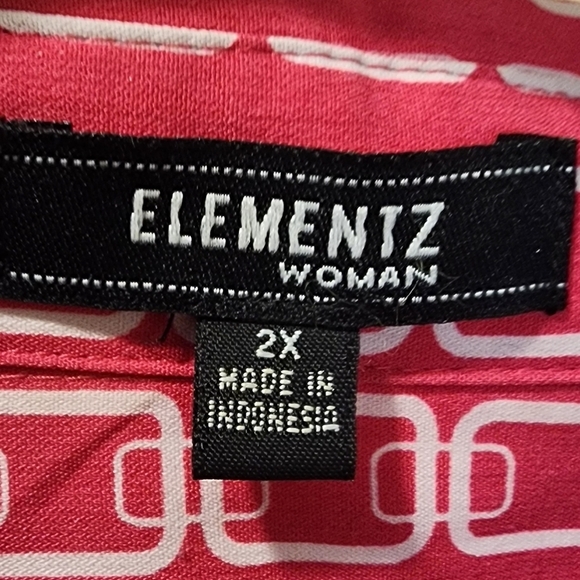 ELEMENTZ
WOMAN
2X
MADE IN
INDONESIA